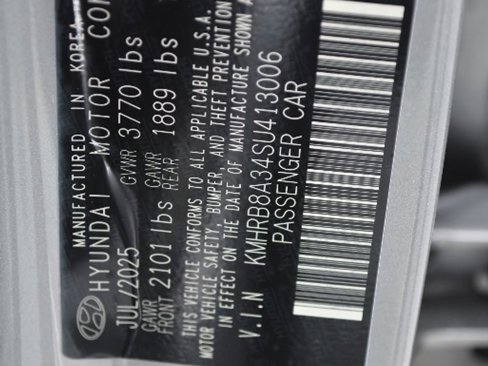 MANUFACTURED IN KOREA
HYUNDAI MOTOR COM
JUL/2025 GVWR 3770 lbs
GAWR FRONT 2101 lbs GAWR REAR 1889 lbs
THIS VEHICLE CONFORMS TO ALL APPLICABLE U.S.A.
MOTOR VEHICLE SAFETY, BUMPER, AND THEFT PREVENTION
IN EFFECT ON THE DATE OF MANUFACTURE SHOWN A
V.I.N KMHRB8A34SU413006
PASSENGER CAR